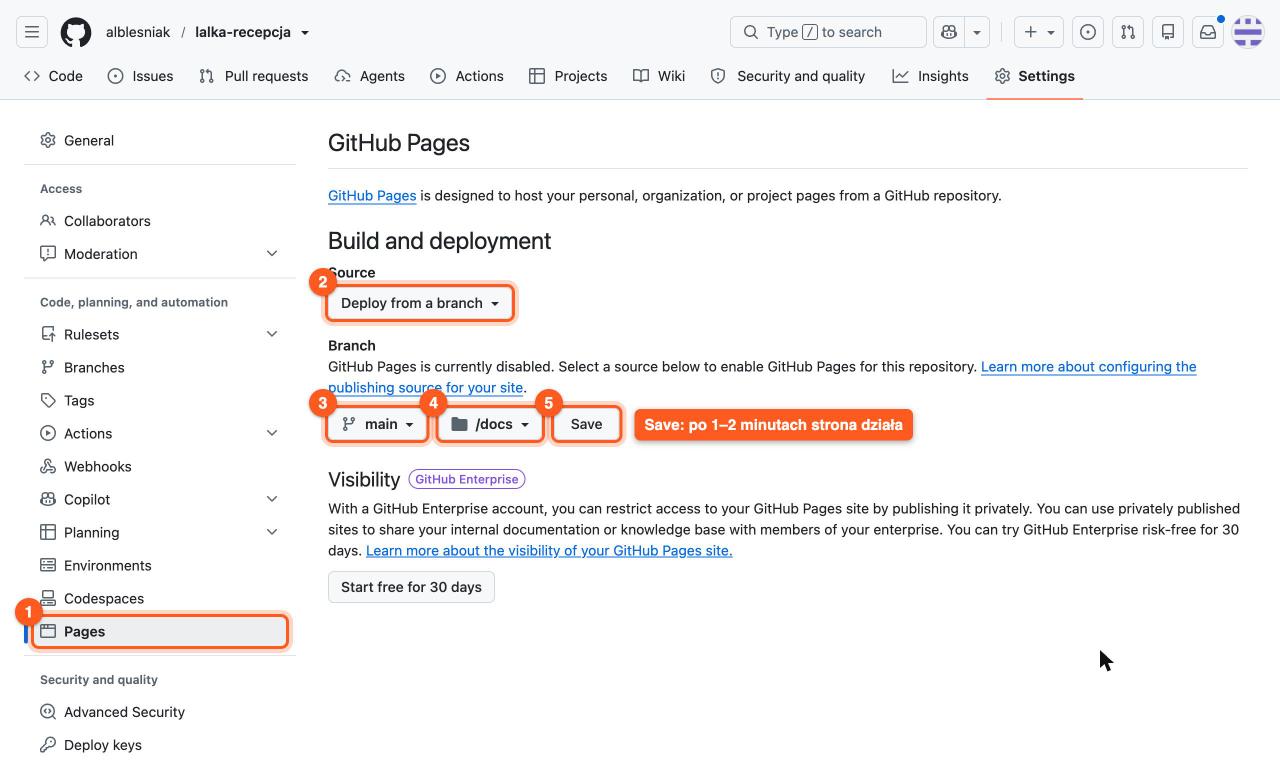 alblesniak / lalka-recepcja
Type / to search
Code
Issues
Pull requests
Agents
Actions
Projects
Wiki
Security and quality
Insights
Settings
General
Access
Collaborators
Moderation
Code, planning, and automation
Rulesets
Branches
Tags
Actions
Webhooks
Copilot
Planning
Environments
Codespaces
1
Pages
Security and quality
Advanced Security
Deploy keys
GitHub Pages
GitHub Pages is designed to host your personal, organization, or project pages from a GitHub repository.
Build and deployment
Source
2
Deploy from a branch
Branch
GitHub Pages is currently disabled. Select a source below to enable GitHub Pages for this repository. Learn more about configuring the
publishing source for your site.
3 4 5
main /docs Save Save: po 1–2 minutach strona działa
Visibility GitHub Enterprise
With a GitHub Enterprise account, you can restrict access to your GitHub Pages site by publishing it privately. You can use privately published
sites to share your internal documentation or knowledge base with members of your enterprise. You can try GitHub Enterprise risk-free for 30
days. Learn more about the visibility of your GitHub Pages site.
Start free for 30 days